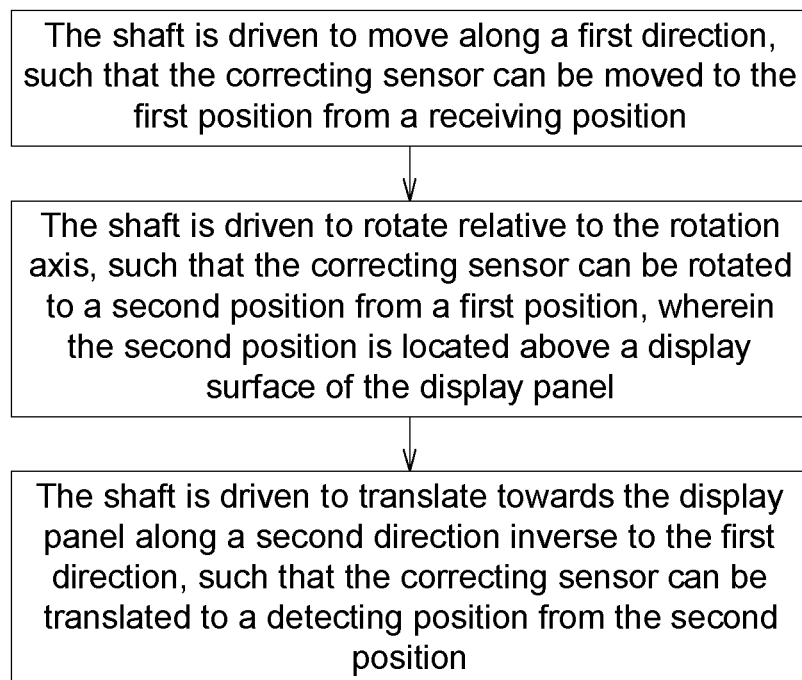 The shaft is driven to move along a first direction,
such that the correcting sensor can be moved to the
first position from a receiving position
The shaft is driven to rotate relative to the rotation
axis, such that the correcting sensor can be rotated
to a second position from a first position, wherein
the second position is located above a display
surface of the display panel
The shaft is driven to translate towards the display
panel along a second direction inverse to the first
direction, such that the correcting sensor can be
translated to a detecting position from the second
position